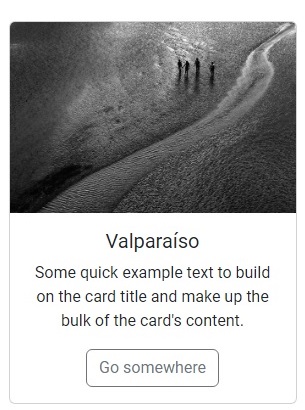 Valparaíso
Some quick example text to build
on the card title and make up the
bulk of the card's content.
Go somewhere